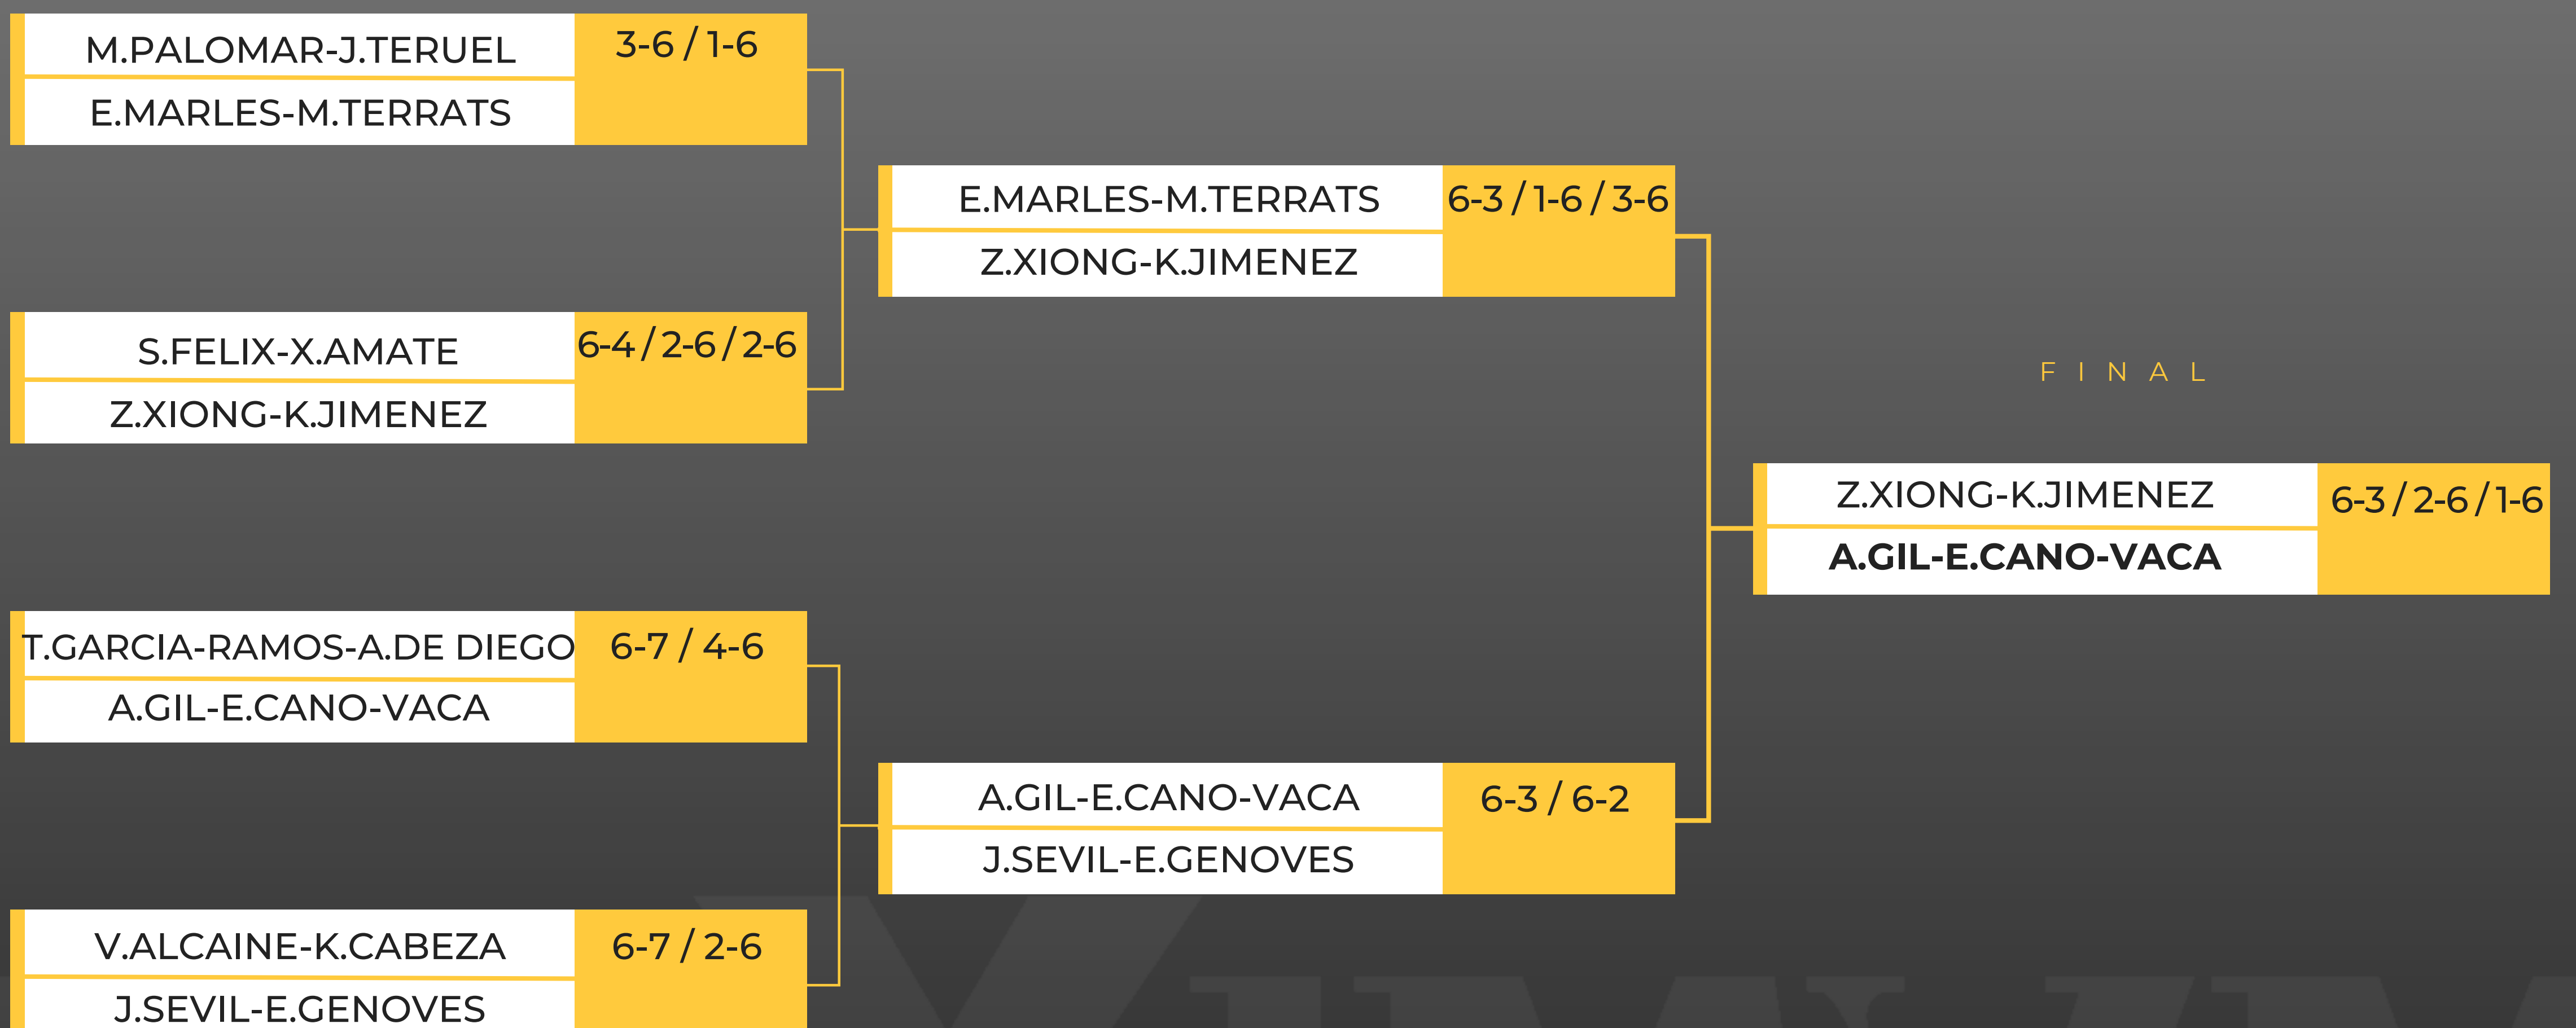 M.PALOMAR-J.TERUEL
3-6 / 1-6
E.MARLES-M.TERRATS
S.FELIX-X.AMATE
6-4 / 2-6 / 2-6
Z.XIONG-K.JIMENEZ
T.GARCIA-RAMOS-A.DE DIEGO
6-7 / 4-6
A.GIL-E.CANO-VACA
V.ALCAINE-K.CABEZA
6-7 / 2-6
J.SEVIL-E.GENOVES
E.MARLES-M.TERRATS
6-3 / 1-6 / 3-6
Z.XIONG-K.JIMENEZ
A.GIL-E.CANO-VACA
6-3 / 6-2
J.SEVIL-E.GENOVES
FINAL
Z.XIONG-K.JIMENEZ
6-3 / 2-6 / 1-6
A.GIL-E.CANO-VACA